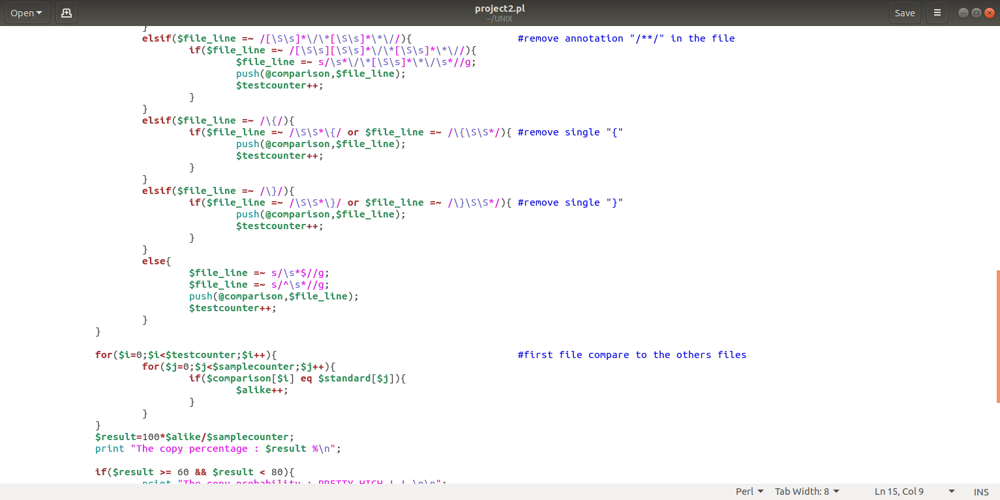 Open
project2.pl
~/UNIX
Save
}
elsif($file_line =~ /[\S\s]*\/\*[\S\s]*\*\//){ #remove annotation "/**/" in the file
if($file_line =~ /[\S\s][\S\s]*\/\*[\S\s]*\*\//){
$file_line =~ s/\s*\/\*[\S\s]*\*\/\s*//g;
push(@comparison,$file_line);
$testcounter++;
}
}
elsif($file_line =~ /\{/){
if($file_line =~ /\S\S*\{/ or $file_line =~ /\{\S\S*/){ #remove single "{"
push(@comparison,$file_line);
$testcounter++;
}
}
elsif($file_line =~ /\}/){
if($file_line =~ /\S\S*\}/ or $file_line =~ /\}\S\S*/){ #remove single "}"
push(@comparison,$file_line);
$testcounter++;
}
}
else{
$file_line =~ s/\s*$//g;
$file_line =~ s/^\s*//g;
push(@comparison,$file_line);
$testcounter++;
}
}
for($i=0;$i<$testcounter;$i++){ #first file compare to the others files
for($j=0;$j<$samplecounter;$j++){
if($comparison[$i] eq $standard[$j]){
$alike++;
}
}
}
$result=100*$alike/$samplecounter;
print "The copy percentage : $result %\n";
if($result >= 60 && $result < 80){
print "The copy probability : PRETTY HIGH ! ! \n\n";
Perl Tab Width: 8 Ln 15, Col 9 INS